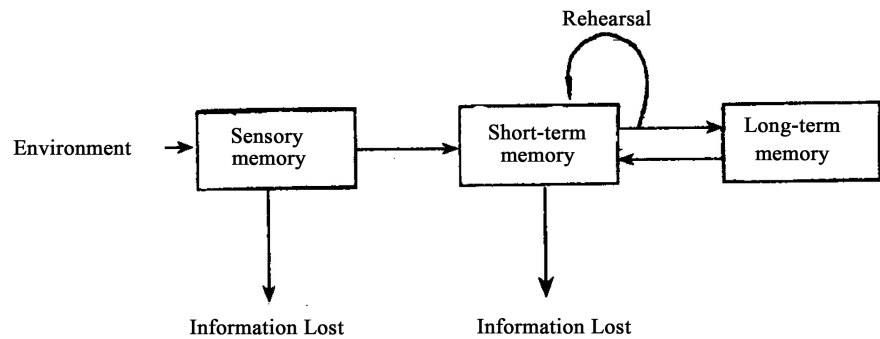 Rehearsal
Environment
Sensory
memory
Short-term
memory
Long-term
memory
Information Lost
Information Lost